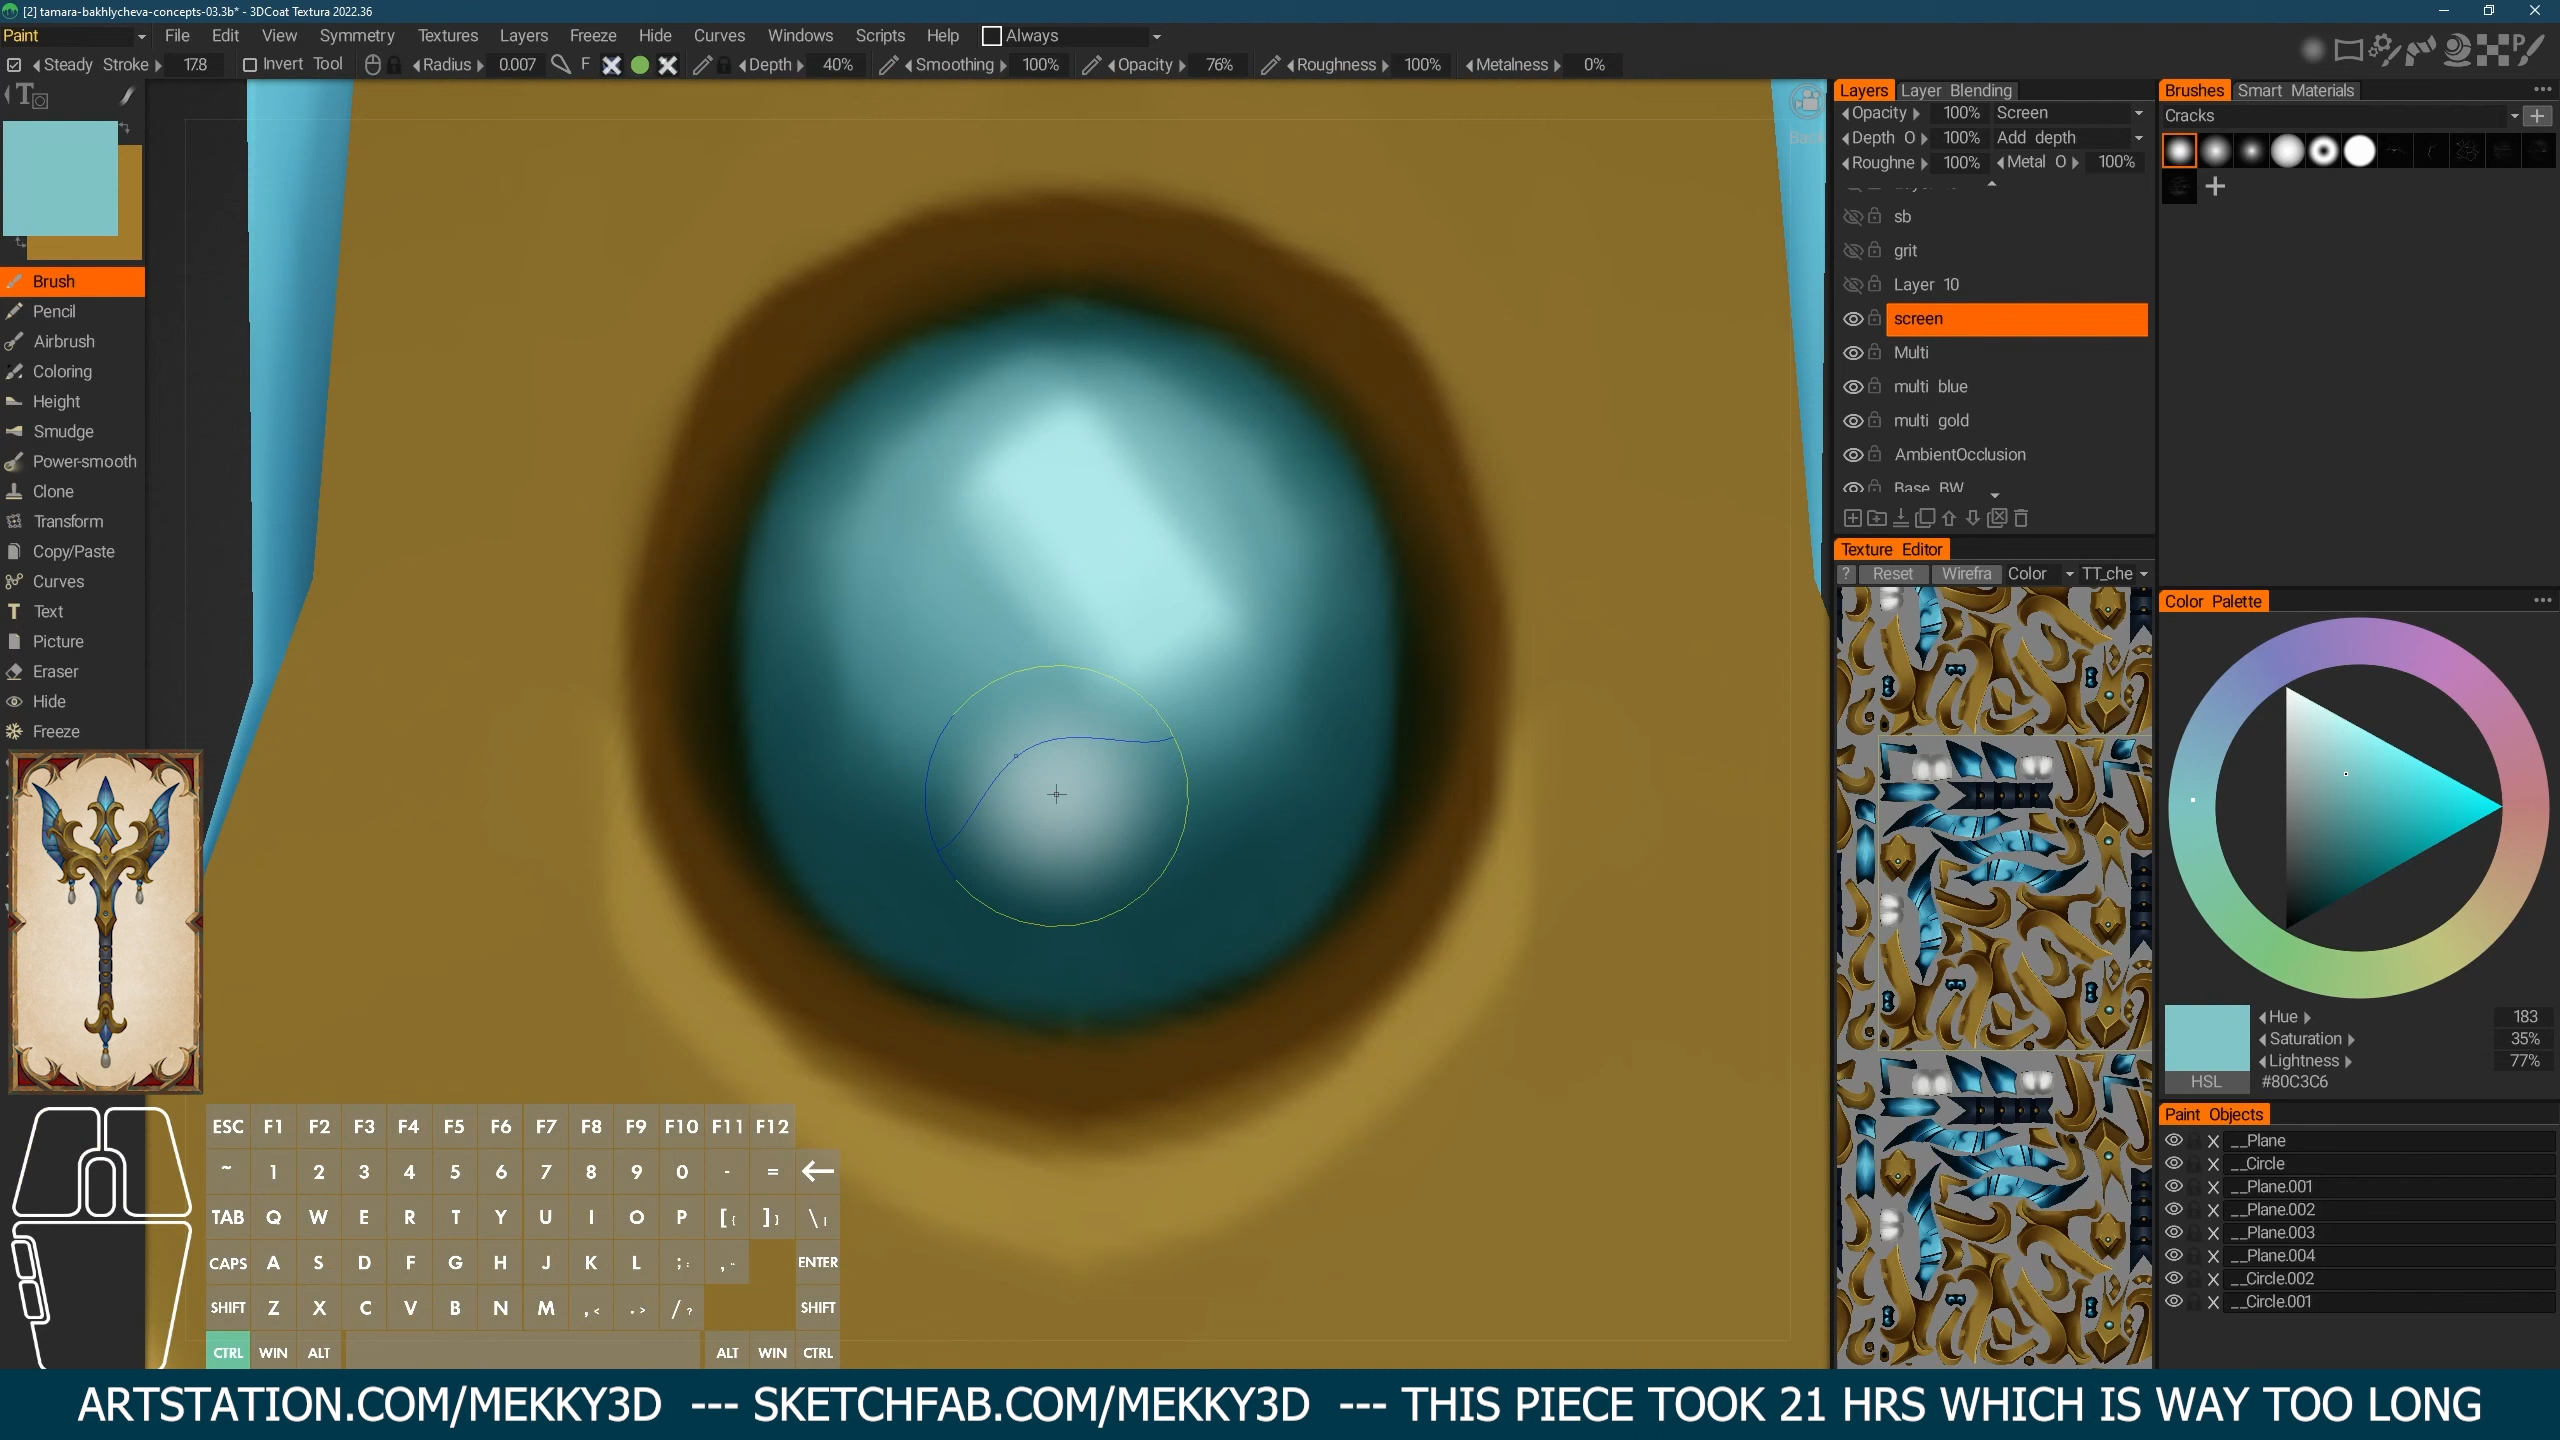 [2] tamara-bakhlycheva-concepts-03.3b* - 3DCoat Textura 2022.36
Paint File Edit View Symmetry Textures Layers Freeze Hide Curves Windows Scripts Help Always
Steady Stroke 17.8 Invert Tool Radius 0.007 F Depth 40% Smoothing 100% Opacity 76% Roughness 100% Metalness 0%
Brush
Pencil
Airbrush
Coloring
Height
Smudge
Power-smooth
Clone
Transform
Copy/Paste
Curves
Text
Picture
Eraser
Hide
Freeze
Layers Layer Blending
Opacity 100% Screen
Depth O 100% Add depth
Roughne 100% Metal O 100%
sb
grit
Layer 10
screen
Multi
multi blue
multi gold
AmbientOcclusion
Base BW
Texture Editor
? Reset Wirefra Color TT_che
Brushes Smart Materials
Cracks
Color Palette
Hue 183
Saturation 35%
Lightness 77%
HSL #80C3C6
Paint Objects
X __Plane
X __Circle
X __Plane.001
X __Plane.002
X __Plane.003
X __Plane.004
X __Circle.002
X __Circle.001
ESC F1 F2 F3 F4 F5 F6 F7 F8 F9 F10 F11 F12
~ 1 2 3 4 5 6 7 8 9 0 - =
TAB Q W E R T Y U I O P [ { ] } \ |
CAPS A S D F G H J K L ; : ENTER
SHIFT Z X C V B N M , < . > / ? SHIFT
CTRL WIN ALT ALT WIN CTRL
ARTSTATION.COM/MEKKY3D --- SKETCHFAB.COM/MEKKY3D --- THIS PIECE TOOK 21 HRS WHICH IS WAY TOO LONG